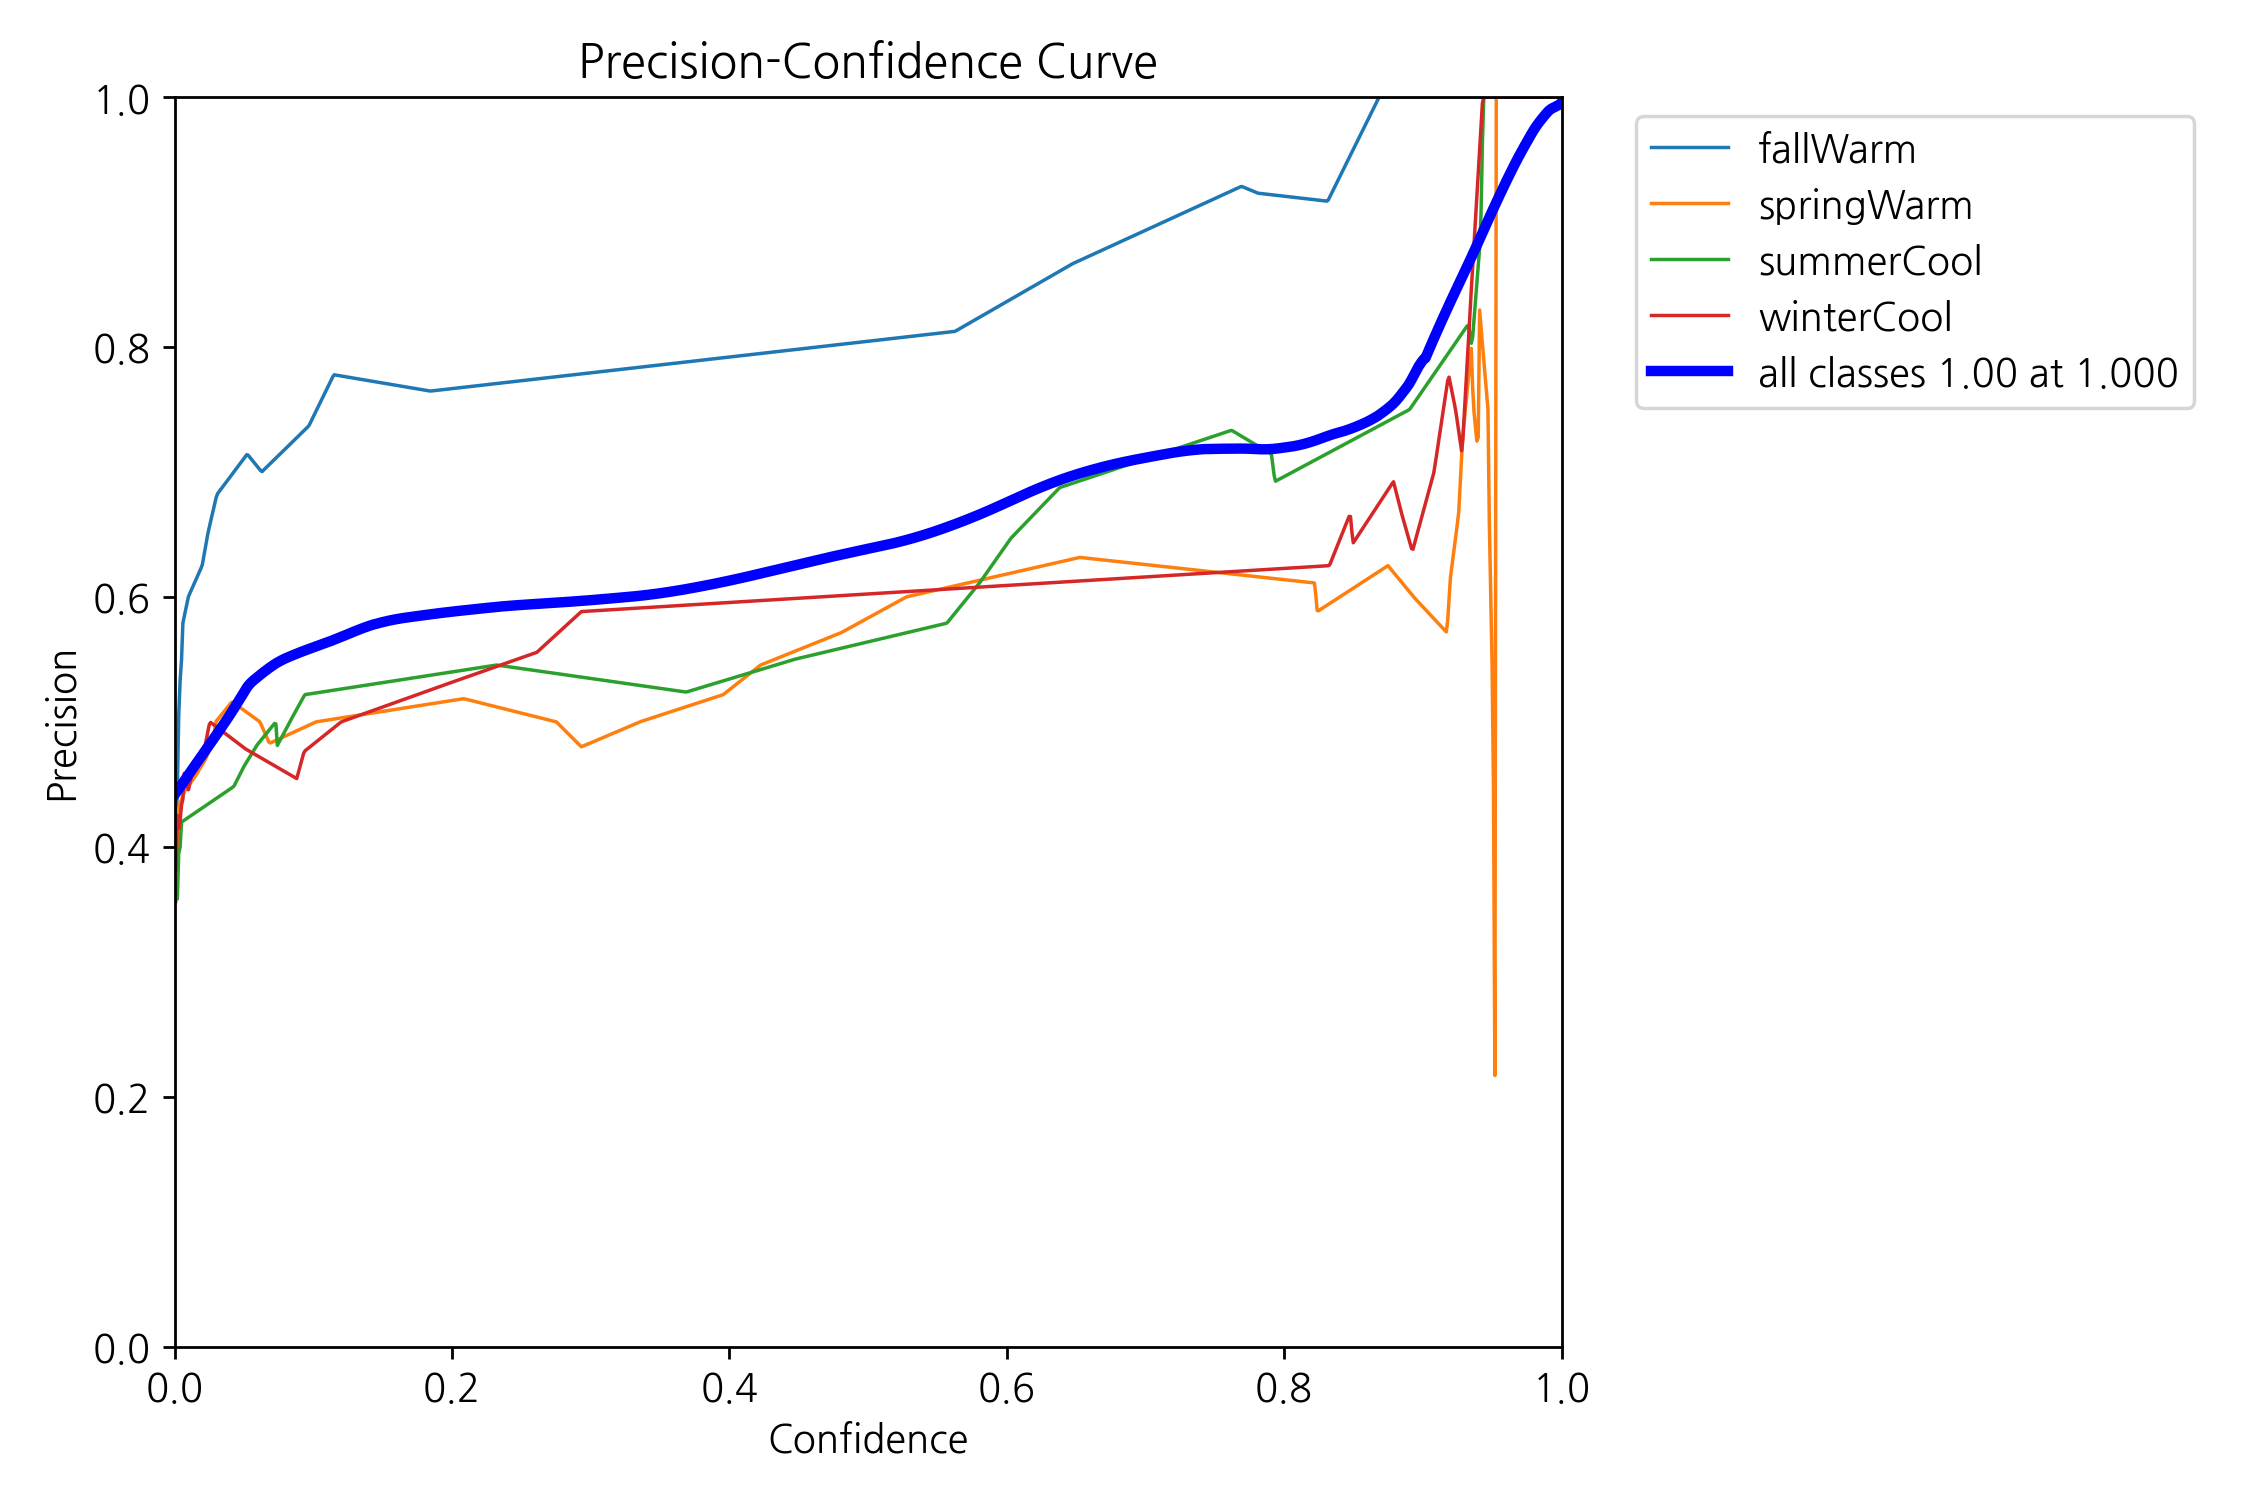 Precision-Confidence Curve
1.0
0.8
0.6
0.4
0.2
0.0
Precision
0.0 0.2 0.4 0.6 0.8 1.0
Confidence
fallWarm
springWarm
summerCool
winterCool
all classes 1.00 at 1.000